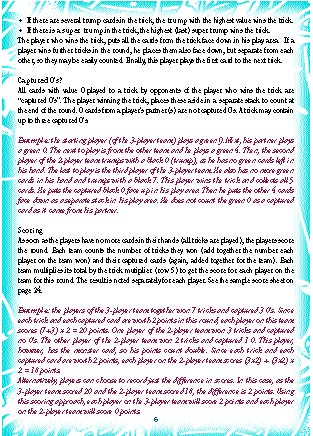 • If there are several trump cards in the trick, the trump with the highest value wins the trick.
• If there is a super trump in the trick, the highest (last) super trump wins the trick.
The player who wins the trick, puts all the cards from the trick face down in his play area. If a
player wins further tricks in the round, he places them also face down, but separate from each
other, so they may be easily counted. Finally, this player plays the first card to the next trick.
Captured 0's?
All cards with value 0 played to a trick by opponents of the player who wins the trick are
"captured 0's". The player winning the trick, places these aside in a separate stack to count at
the end of the round. 0 cards from a player's partner(s) are not captured 0s. A trick may contain
up to three captured 0's
Example: the starting player (of the 3-player team) plays a green 9. Next, his partner plays
a green 0. The next to play is from the other team and he plays a green 4. Then, the second
player of the 2-player team trumps with a black 0 (trump), as he has no green cards left in
his hand. The last to play is the third player of the 3-player team. He also has no more green
cards in his hand and trumps with a black 7. This player wins the trick and collects all 5
cards. He puts the captured black 0 face up in his play area. Then he puts the other 4 cards
face down as a separate stack in his play area. He does not count the green 0 as a captured
card as it came from his partner.
Scoring
As soon as the players have no more cards in their hands (all tricks are played), the players score
the round. Each team counts the number of tricks they won (add together the number each
player on the team won) and their captured cards (again, added together for the team). Each
team multiplies its total by the trick multiplier (row 5) to get the score for each player on the
team for this round. The result is noted separately for each player. See the sample score sheet on
page 24.
Example: the players of the 3-player team together won 7 tricks and captured 3 0s. Since
each trick and each captured card are worth 2 points in this round, each player on this team
scores (7+3) x 2 = 20 points. One player of the 2-player team won 3 tricks and captured
no 0s. The other player of the 2-player team won 2 tricks and captured 1 0. This player,
however, has the monster card, so his points count double. Since each trick and each
captured card are worth 2 points, each player on the 2-player team scores (3x2) + (3x2) x
2 = 18 points.
Alternatively, players can choose to record just the difference in scores. In this case, as the
3-player team scored 20 and the 2-player team scored 18, the difference is 2 points. Using
this scoring approach, each player on the 3-player team will score 2 points and each player
on the 2-player team will score 0 points.
6